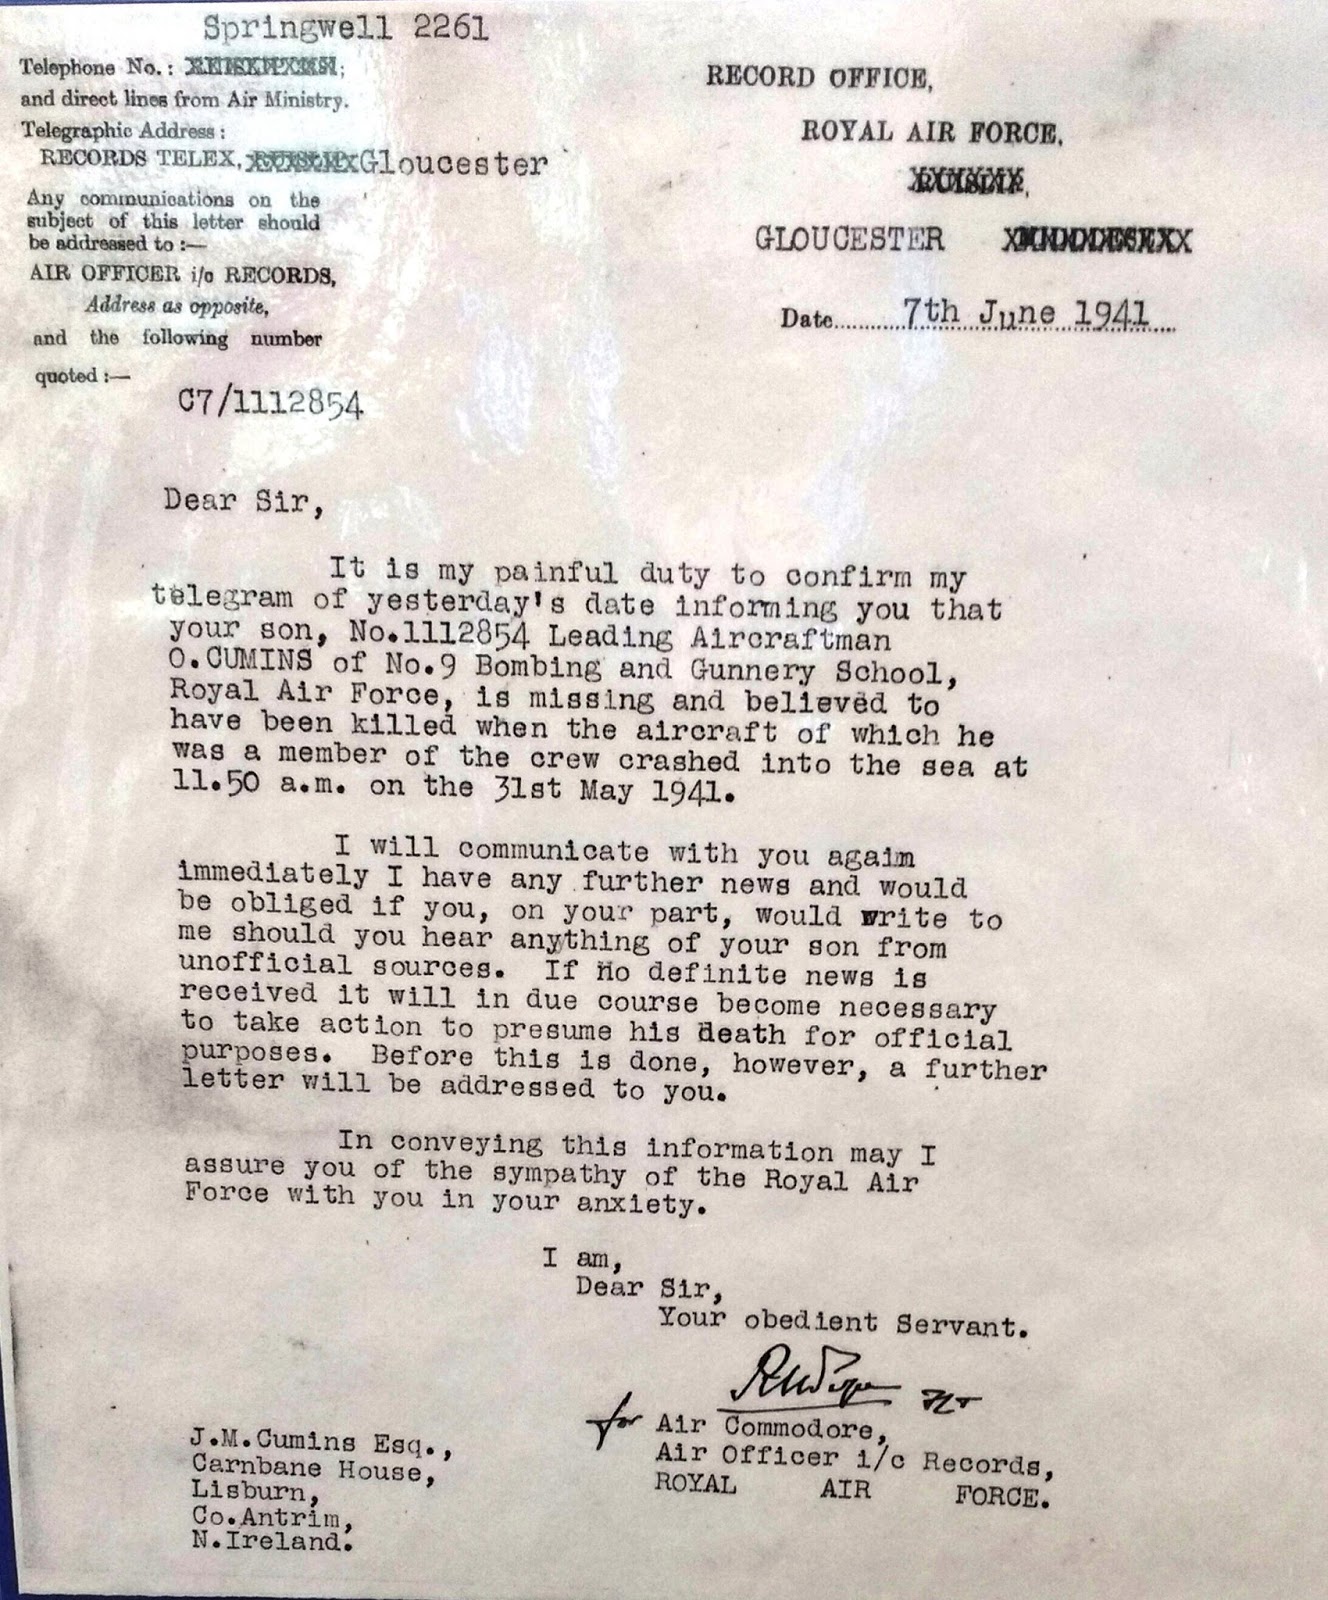 Springwell 2261
Telephone No.:
and direct lines from Air Ministry.
Telegraphic Address:
RECORDS TELEX, Gloucester
Any communications on the
subject of this letter should
be addressed to :—
AIR OFFICER i/c RECORDS,
Address as opposite,
and the following number
quoted :—
C7/1112854
RECORD OFFICE,
ROYAL AIR FORCE,
GLOUCESTER
Date 7th June 1941
Dear Sir,
It is my painful duty to confirm my
telegram of yesterday's date informing you that
your son, No.1112854 Leading Aircraftman
O.CUMINS of No.9 Bombing and Gunnery School,
Royal Air Force, is missing and believed to
have been killed when the aircraft of which he
was a member of the crew crashed into the sea at
11.50 a.m. on the 31st May 1941.
I will communicate with you again
immediately I have any further news and would
be obliged if you, on your part, would write to
me should you hear anything of your son from
unofficial sources. If no definite news is
received it will in due course become necessary
to take action to presume his death for official
purposes. Before this is done, however, a further
letter will be addressed to you.
In conveying this information may I
assure you of the sympathy of the Royal Air
Force with you in your anxiety.
I am,
Dear Sir,
Your obedient Servant.
for Air Commodore,
Air Officer i/c Records,
ROYAL AIR FORCE.
J.M.Cumins Esq.,
Carnbane House,
Lisburn,
Co.Antrim,
N.Ireland.